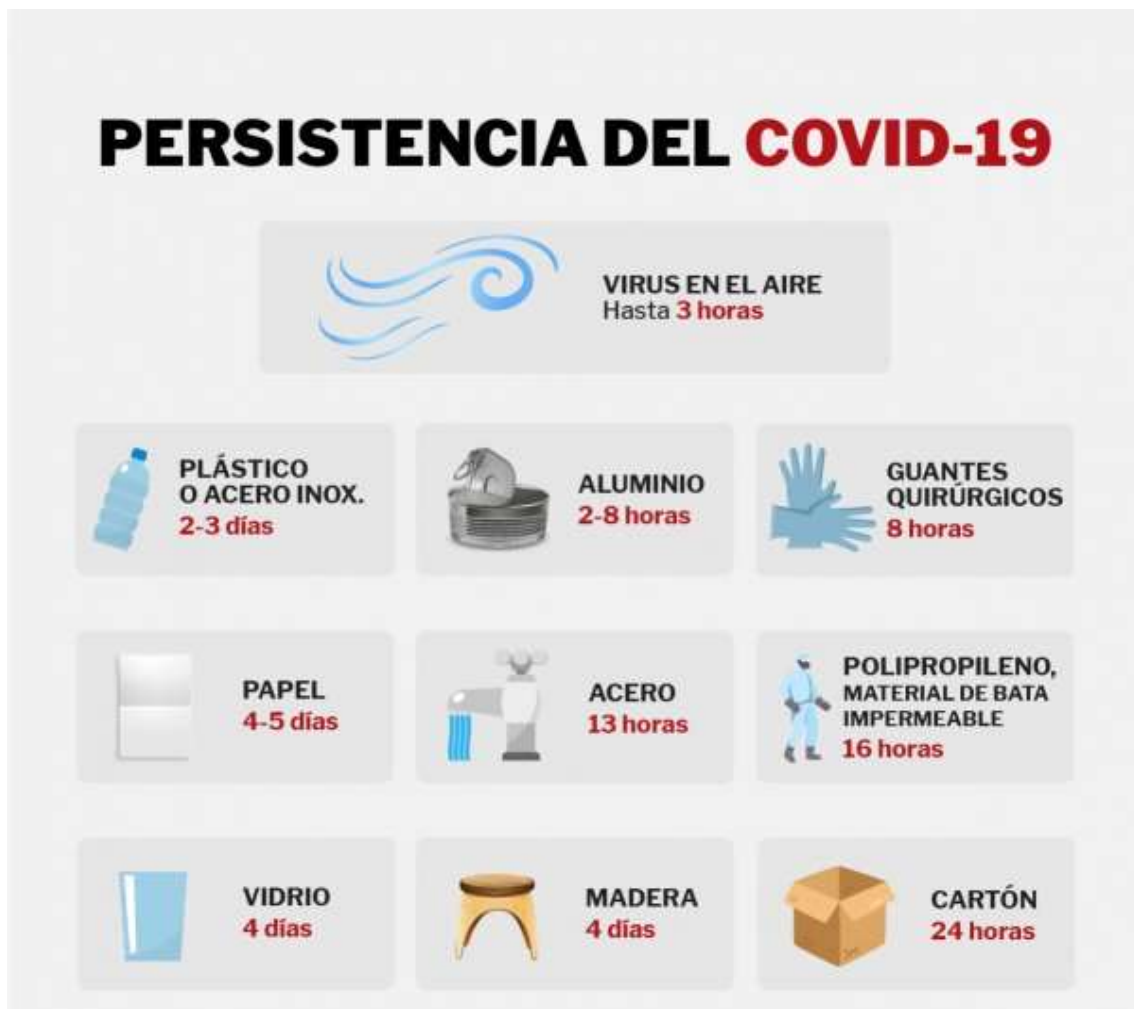 PERSISTENCIA DEL COVID-19
VIRUS EN EL AIRE
Hasta 3 horas
PLÁSTICO
O ACERO INOX.
2-3 días
ALUMINIO
2-8 horas
GUANTES
QUIRÚRGICOS
8 horas
PAPEL
4-5 días
ACERO
13 horas
POLIPROPILENO,
MATERIAL DE BATA
IMPERMEABLE
16 horas
VIDRIO
4 días
MADERA
4 días
CARTÓN
24 horas